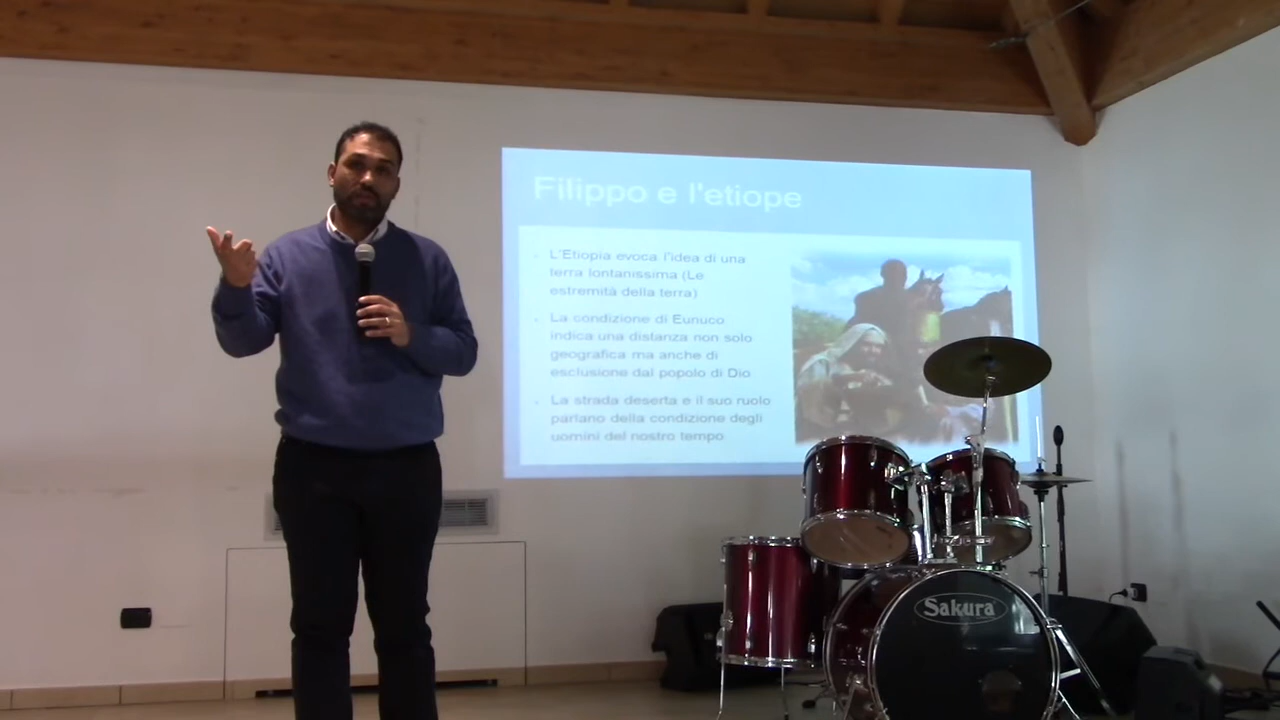 Filippo e l'etiope
L'Etiopia evoca l'idea di una
terra lontanissima (Le
estremità della terra)
La condizione di Eunuco
indica una distanza non solo
geografica ma anche di
esclusione dal popolo di Dio
La strada deserta e il suo ruolo
parlano della condizione degli
uomini del nostro tempo
Sakura